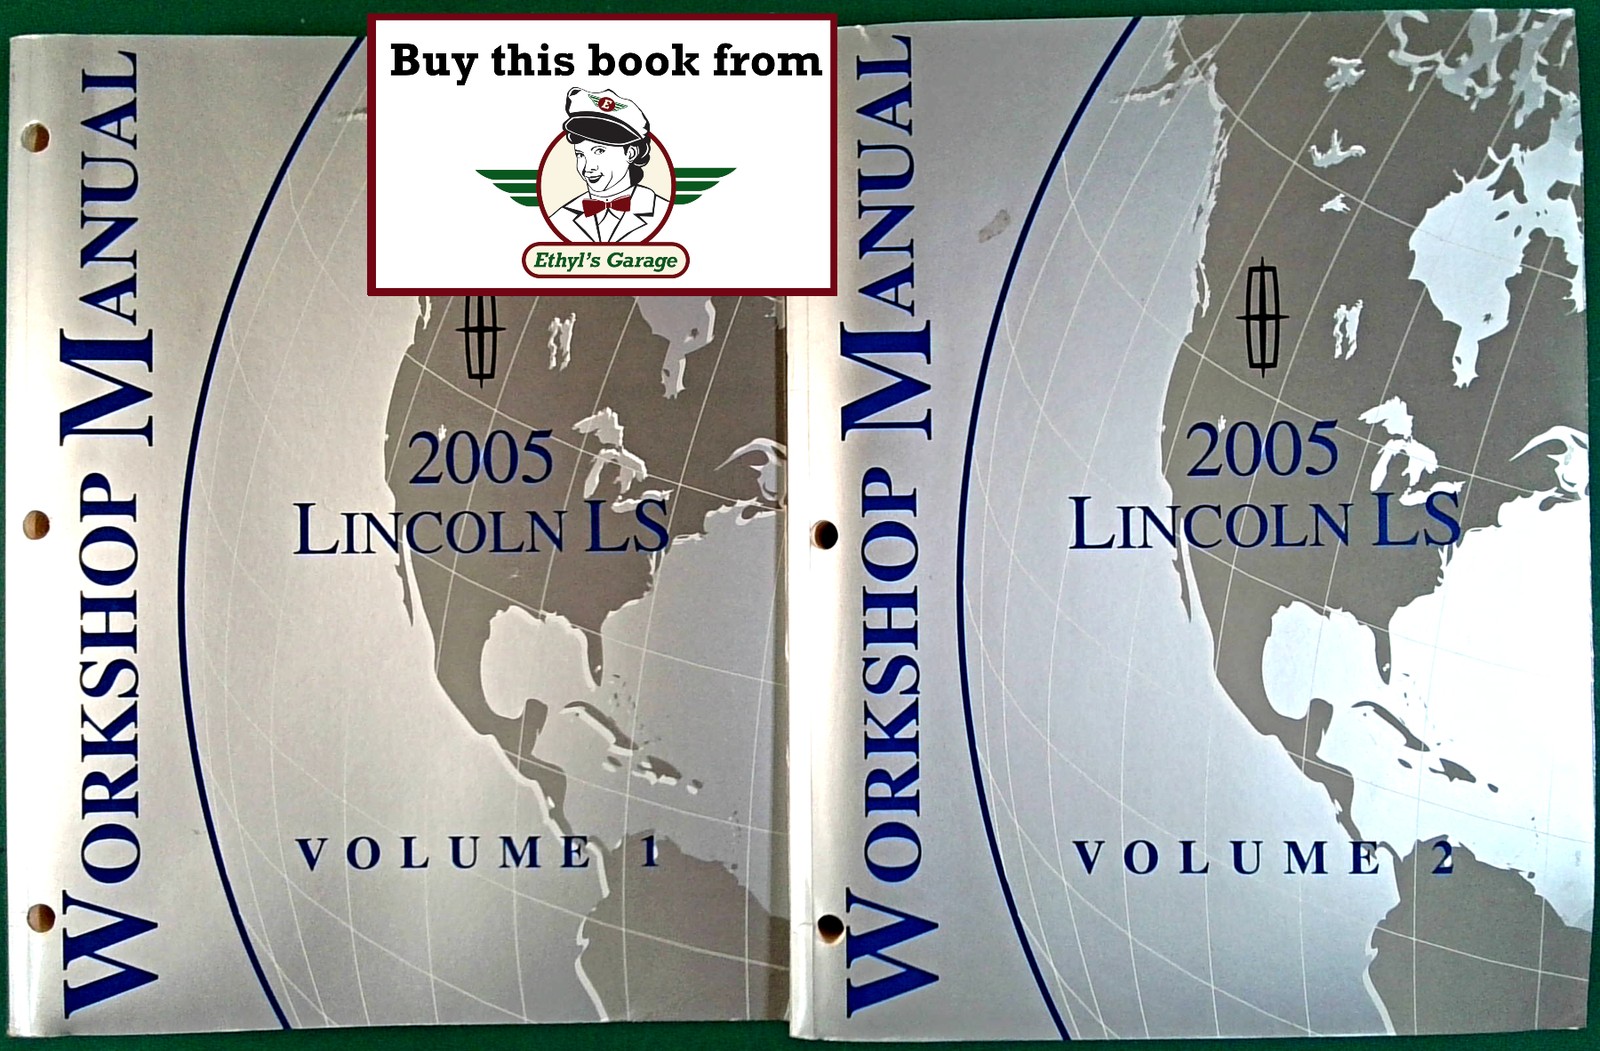 Buy this book from
E
Ethyl's Garage
WORKSHOP MANUAL
2005
LINCOLN LS
VOLUME 1
WORKSHOP MANUAL
2005
LINCOLN LS
VOLUME 2